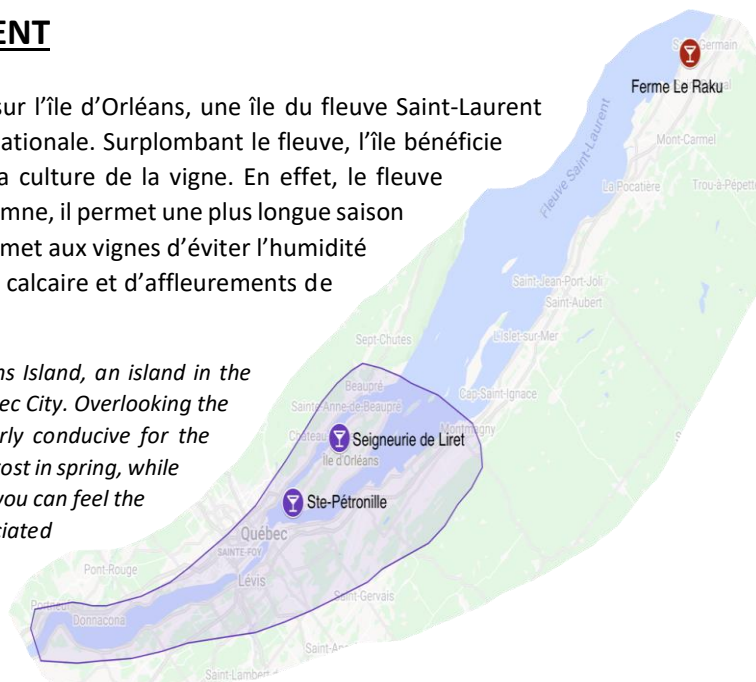 ENT
sur l’île d’Orléans, une île du fleuve Saint-Laurent
ationale. Surplombant le fleuve, l’île bénéficie
a culture de la vigne. En effet, le fleuve
mne, il permet une plus longue saison
met aux vignes d’éviter l’humidité
calcaire et d’affleurements de
ns Island, an island in the
ec City. Overlooking the
rly conducive for the
ost in spring, while
you can feel the
ciated
Germain
Ferme Le Raku
Mont-Carmel
Fleuve Saint-Laurent
La Pocatière
Trou-à-Pépette
Saint-Jean-Port-Joli
Saint-Aubert
L'Islet-sur-Mer
Sept-Chutes
Cap-Saint-Ignace
Beaupré
Sainte-Anne-de-Beaupré
Montmagny
Château
Seigneurie de Liret
Île d'Orléans
Ste-Pétronille
Québec
SAINTE-FOY
Lévis
Pont-Rouge
Saint-Gervais
Donnacona
Saint-Lambert